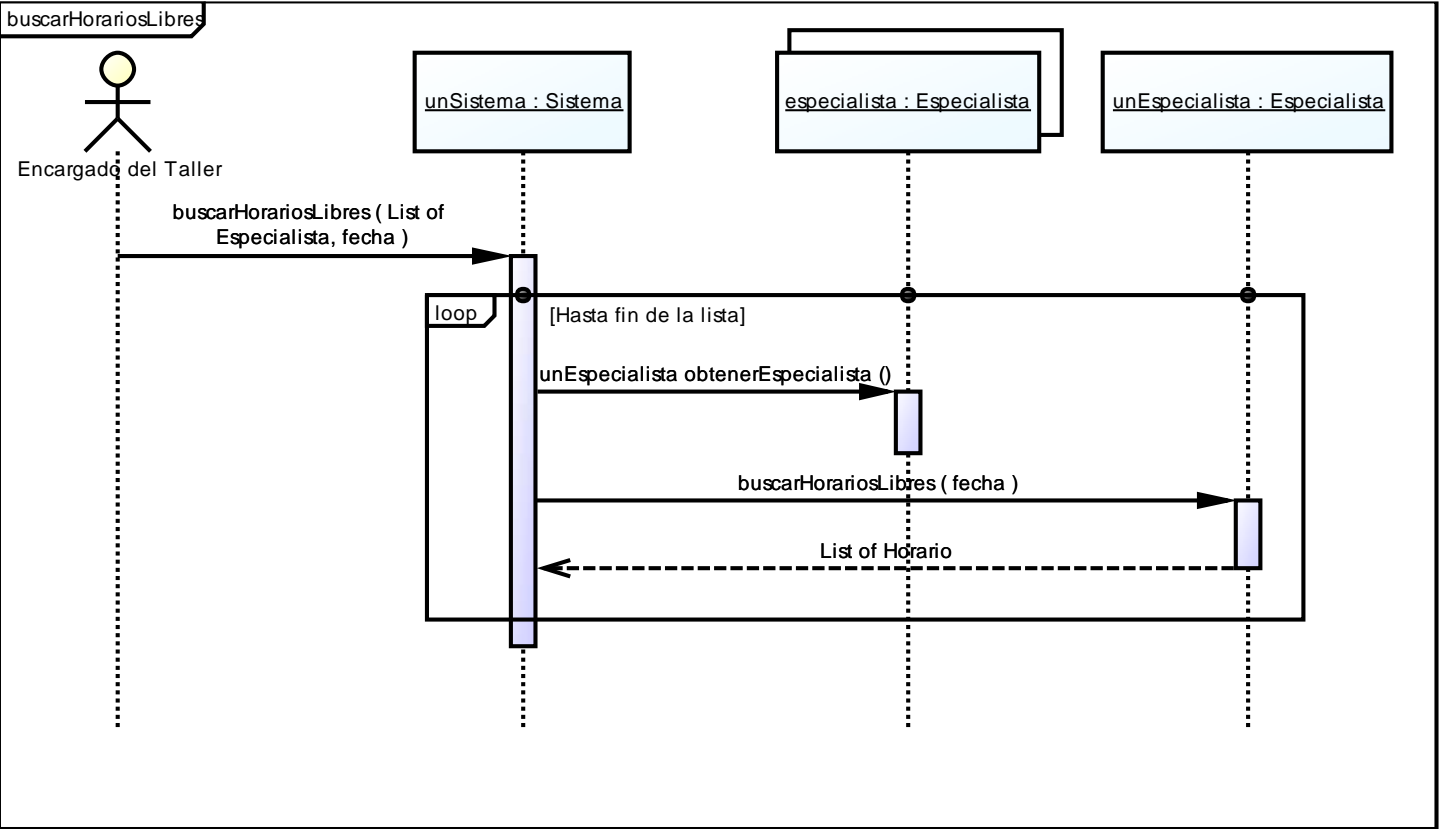 buscarHorariosLibres
unSistema : Sistema
especialista : Especialista
unEspecialista : Especialista
Encargado del Taller
buscarHorariosLibres ( List of
Especialista, fecha )
loop
[Hasta fin de la lista]
unEspecialista obtenerEspecialista ()
buscarHorariosLibres ( fecha )
List of Horario